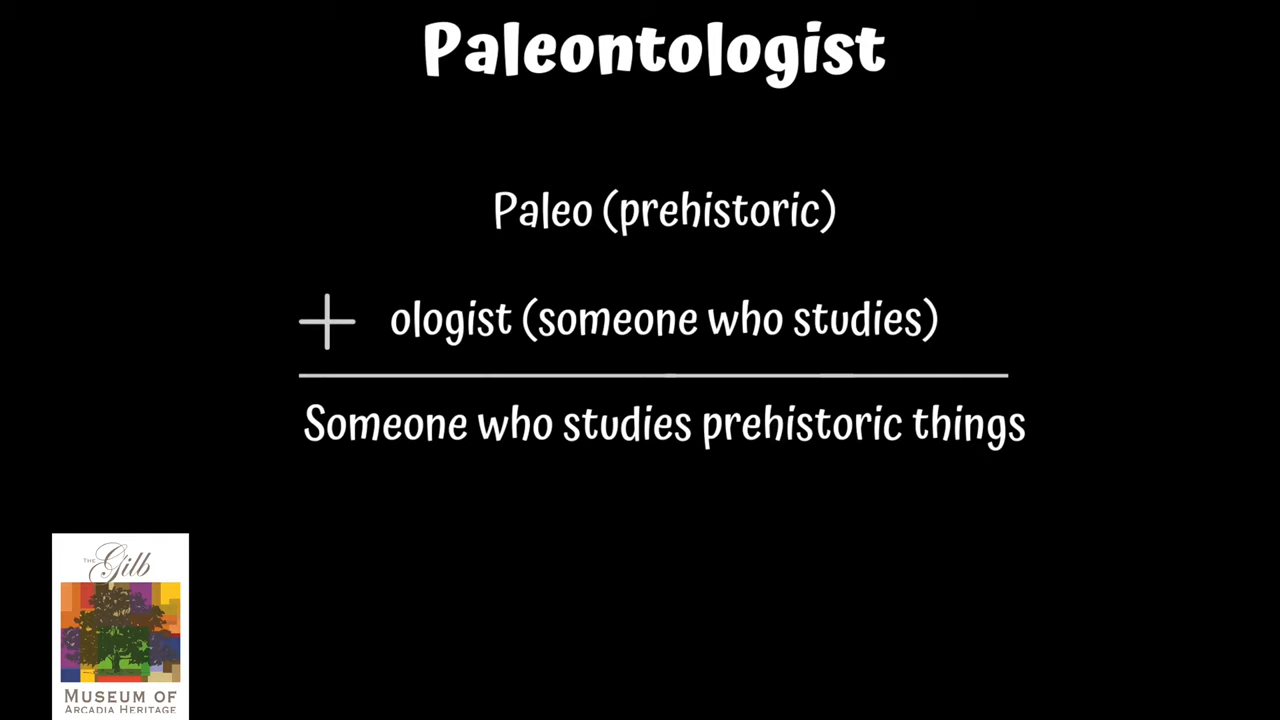 Paleontologist
Paleo (prehistoric)
+ ologist (someone who studies)
Someone who studies prehistoric things
THE Gilb
MUSEUM OF
ARCADIA HERITAGE